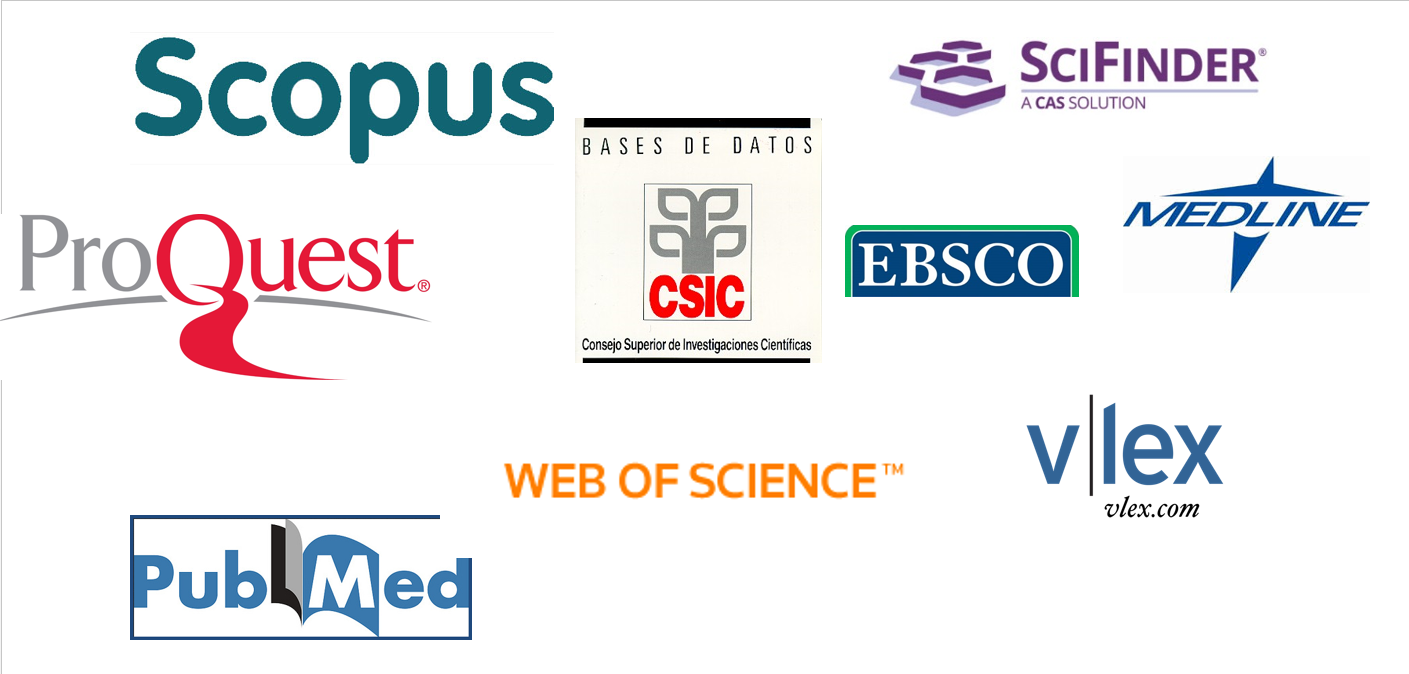 Scopus
SCIFINDER®
A CAS SOLUTION
BASES DE DATOS
CSIC
Consejo Superior de Investigaciones Científicas
MEDLINE
ProQuest®
EBSCO
v|lex
vlex.com
WEB OF SCIENCE™
PubMed